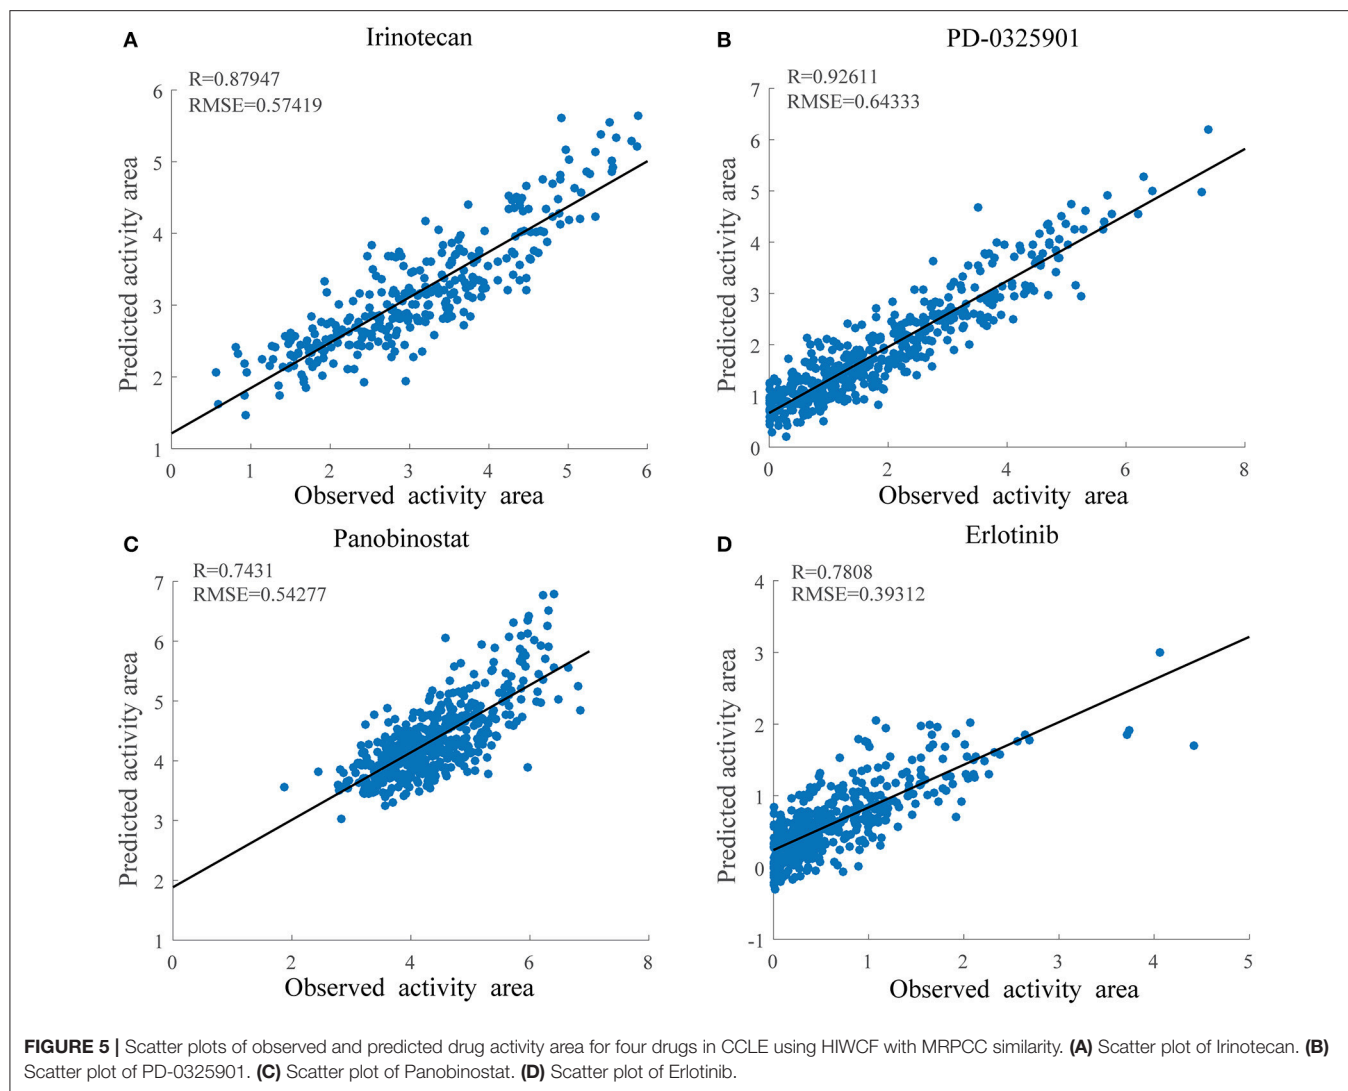 A
Irinotecan
R=0.87947
RMSE=0.57419
6
5
4
3
2
1
Predicted activity area
0 1 2 3 4 5 6
Observed activity area
B
PD-0325901
R=0.92611
RMSE=0.64333
7
6
5
4
3
2
1
0
Predicted activity area
0 2 4 6 8
Observed activity area
C
Panobinostat
R=0.7431
RMSE=0.54277
7
6
5
4
3
2
1
Predicted activity area
0 2 4 6 8
Observed activity area
D
Erlotinib
R=0.7808
RMSE=0.39312
4
3
2
1
0
-1
Predicted activity area
0 1 2 3 4 5
Observed activity area
FIGURE 5 | Scatter plots of observed and predicted drug activity area for four drugs in CCLE using HIWCF with MRPCC similarity. (A) Scatter plot of Irinotecan. (B)
Scatter plot of PD-0325901. (C) Scatter plot of Panobinostat. (D) Scatter plot of Erlotinib.